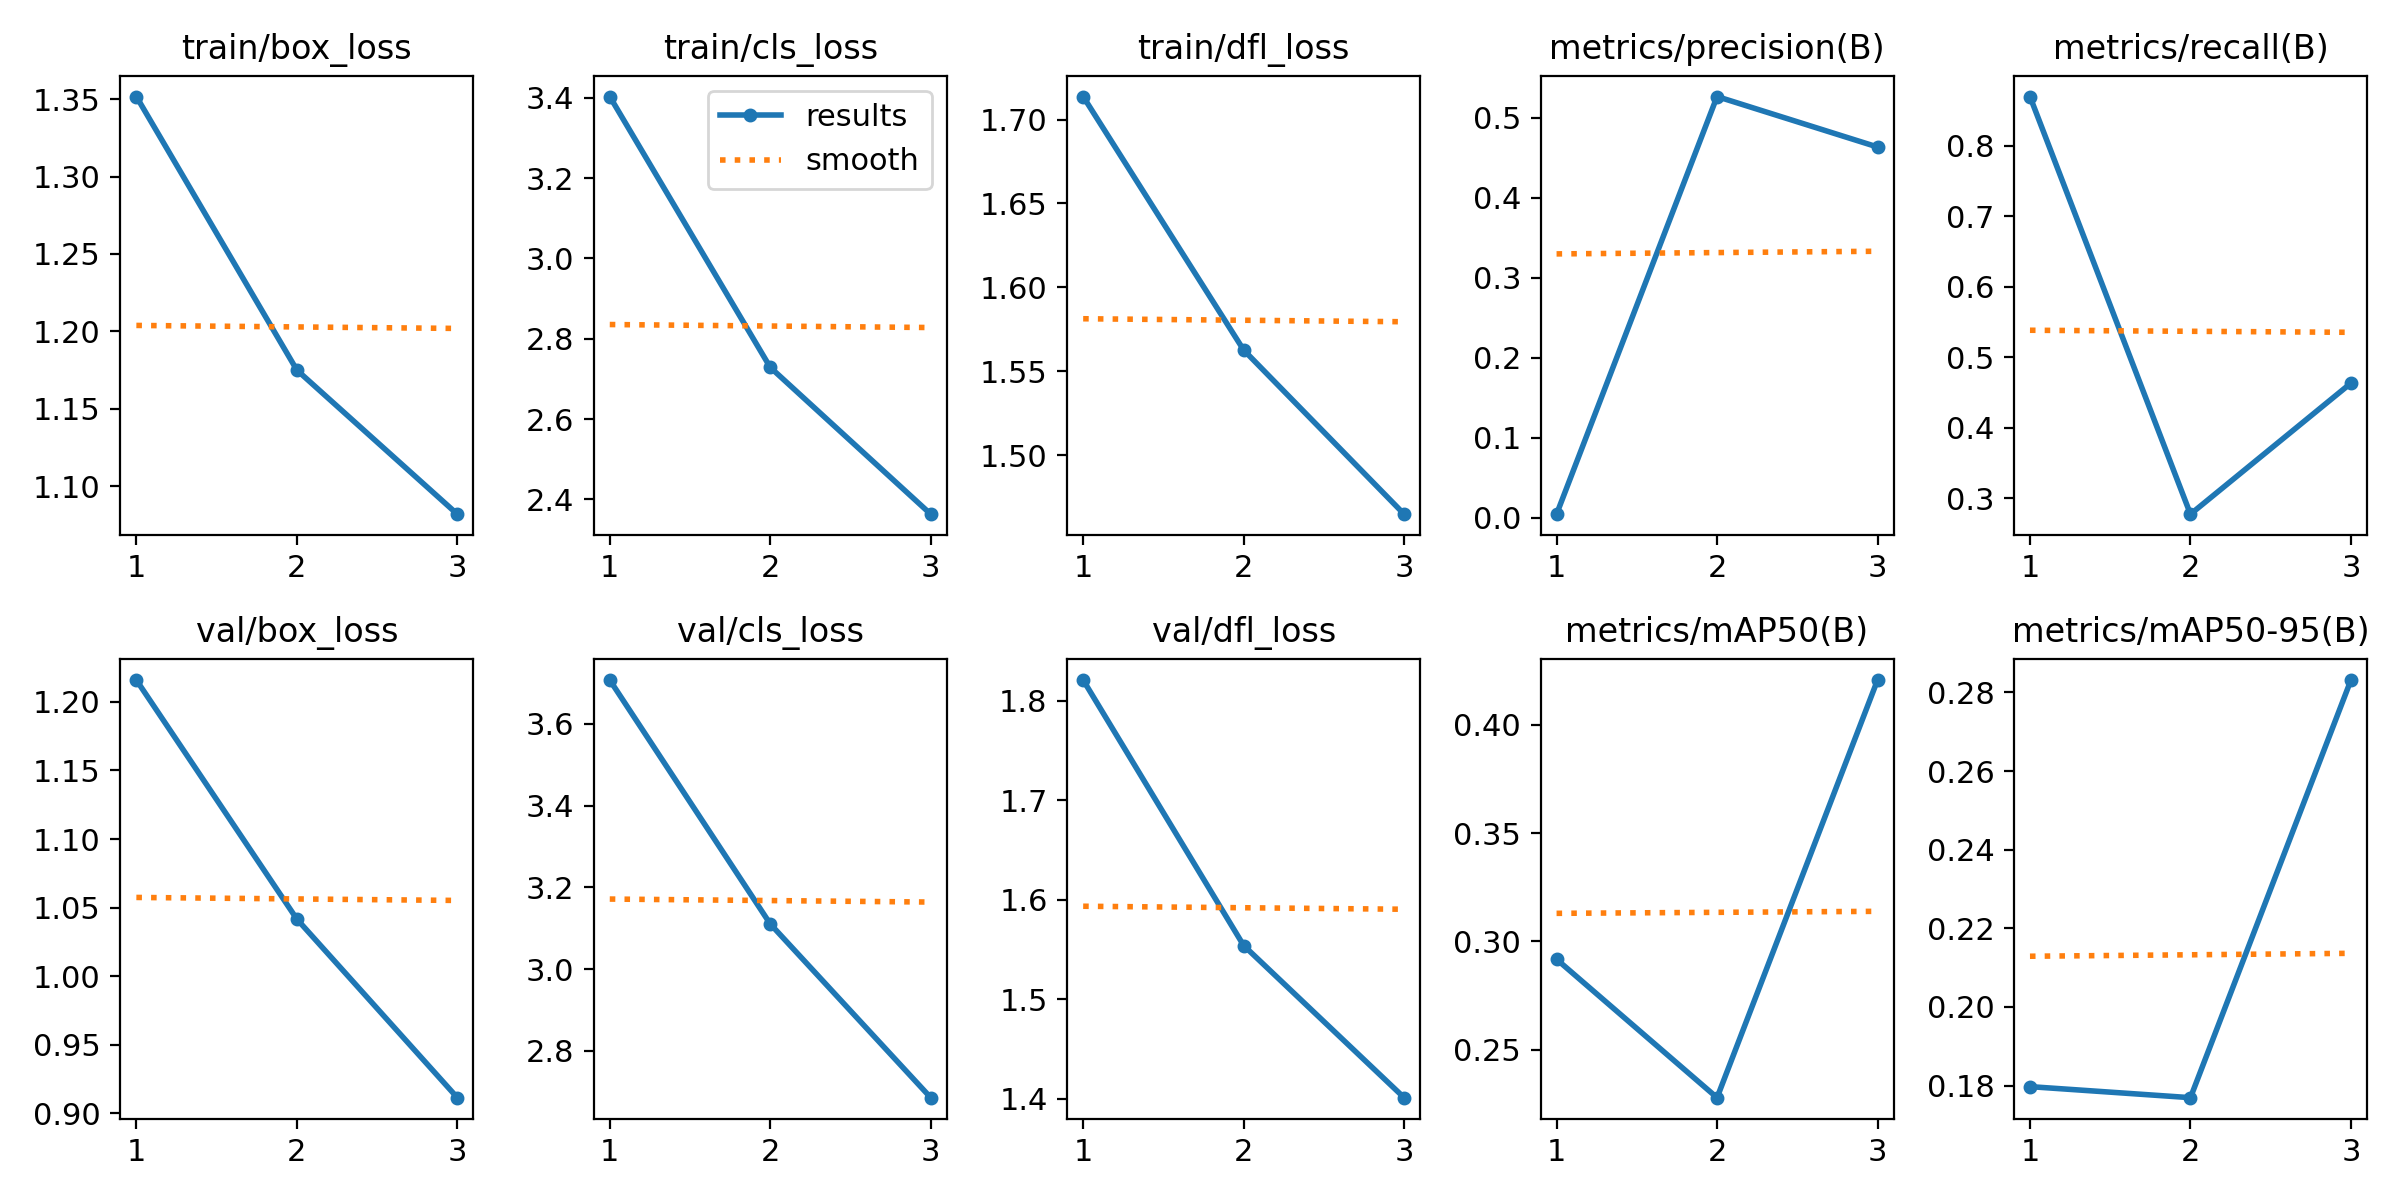 train/box_loss
1.35
1.30
1.25
1.20
1.15
1.10
1 2 3
train/cls_loss
results
smooth
3.4
3.2
3.0
2.8
2.6
2.4
1 2 3
train/dfl_loss
1.70
1.65
1.60
1.55
1.50
1 2 3
metrics/precision(B)
0.5
0.4
0.3
0.2
0.1
0.0
1 2 3
metrics/recall(B)
0.8
0.7
0.6
0.5
0.4
0.3
1 2 3
val/box_loss
1.20
1.15
1.10
1.05
1.00
0.95
0.90
1 2 3
val/cls_loss
3.6
3.4
3.2
3.0
2.8
1 2 3
val/dfl_loss
1.8
1.7
1.6
1.5
1.4
1 2 3
metrics/mAP50(B)
0.40
0.35
0.30
0.25
1 2 3
metrics/mAP50-95(B)
0.28
0.26
0.24
0.22
0.20
0.18
1 2 3